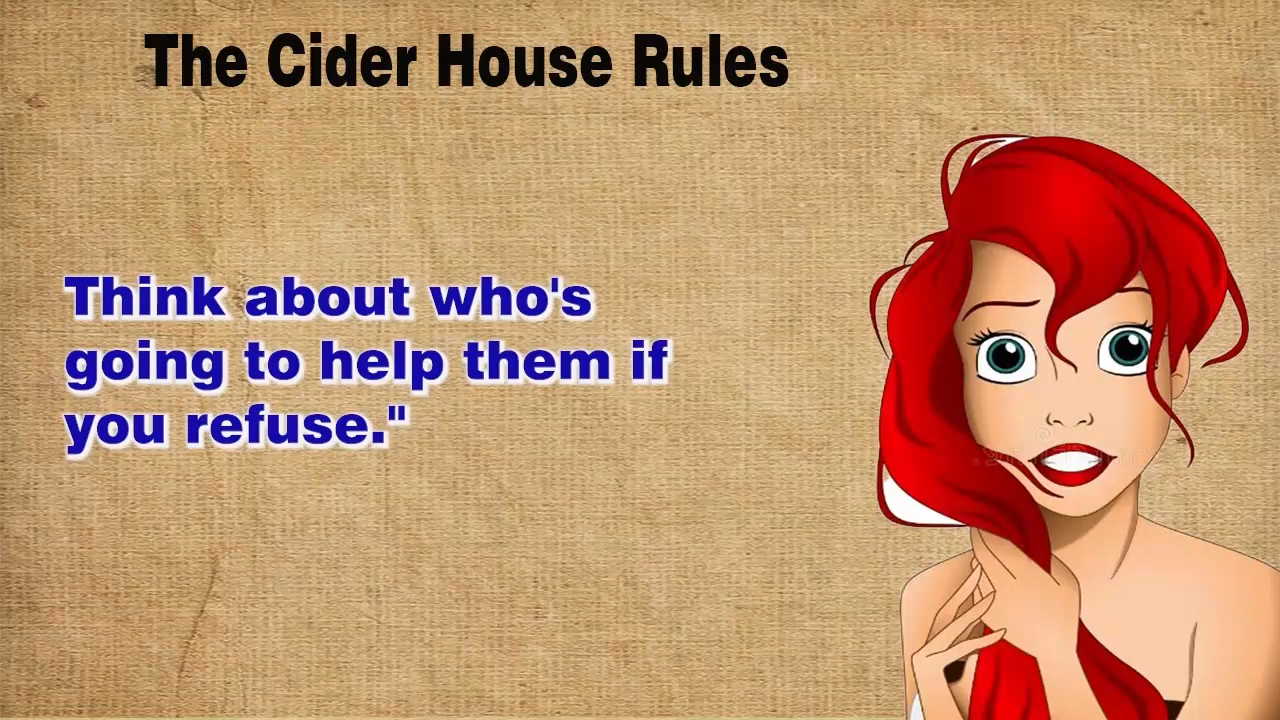 The Cider House Rules
Think about who's
going to help them if
you refuse."